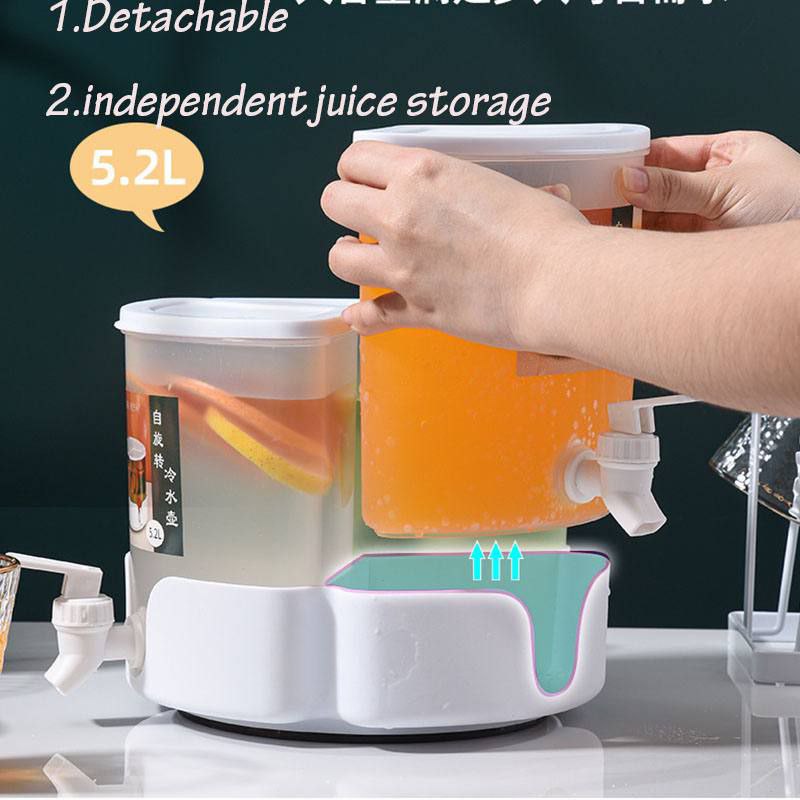 1.Detachable
2.independent juice storage
5.2L
自旋转
冷水壶
5.2L